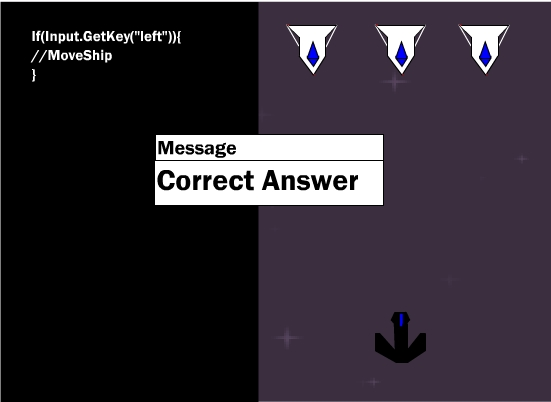 If(Input.GetKey("left")){
//MoveShip
}
Message
Correct Answer